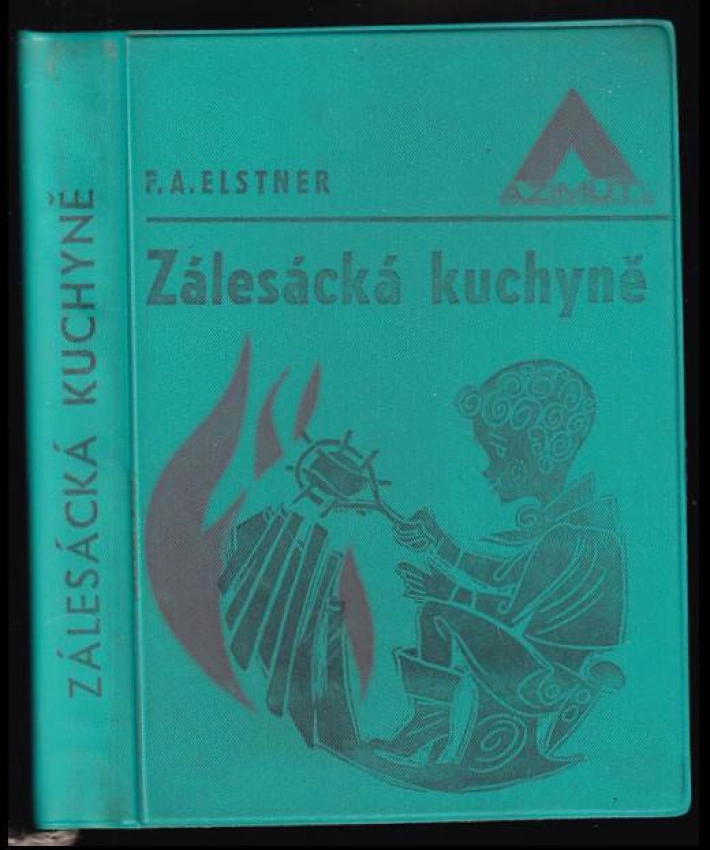 ZÁLESÁCKÁ KUCHYNĚ
F. A. ELSTNER
AZIMUT
Zálesácká kuchyně